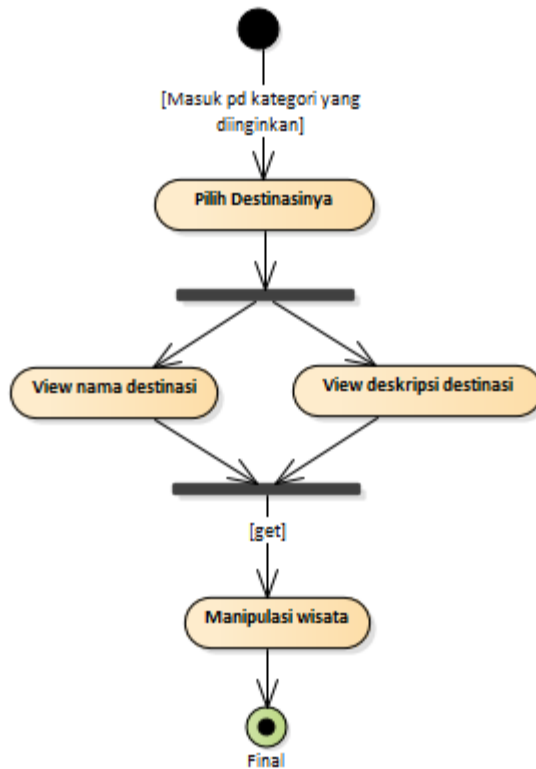 [Masuk pd kategori yang
diinginkan]
Pilih Destinasinya
View nama destinasi
View deskripsi destinasi
[get]
Manipulasi wisata
Final